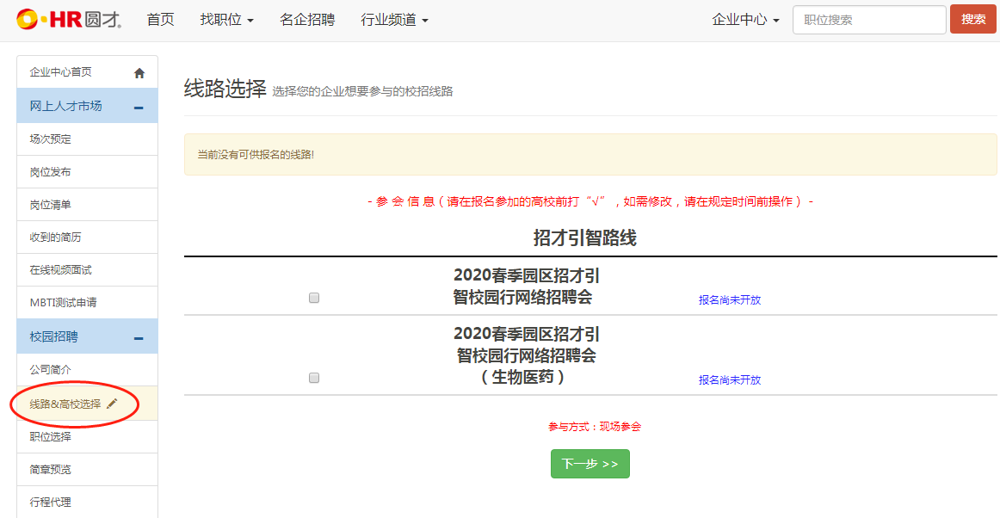 HR圆才
首页
找职位
名企招聘
行业频道
企业中心
职位搜索
搜索
企业中心首页
网上人才市场
场次预定
岗位发布
岗位清单
收到的简历
在线视频面试
MBTI测试申请
校园招聘
公司简介
线路&高校选择
职位选择
简章预览
行程代理
线路选择 选择您的企业想要参与的校招线路
当前没有可供报名的线路!
- 参 会 信 息 ( 请在报名参加的高校前打“√”，如需修改，请在规定时间前操作 ) -
招才引智路线
2020春季园区招才引
智校园行网络招聘会
报名尚未开放
2020春季园区招才引
智校园行网络招聘会
（生物医药）
报名尚未开放
参与方式：现场参会
下一步 >>